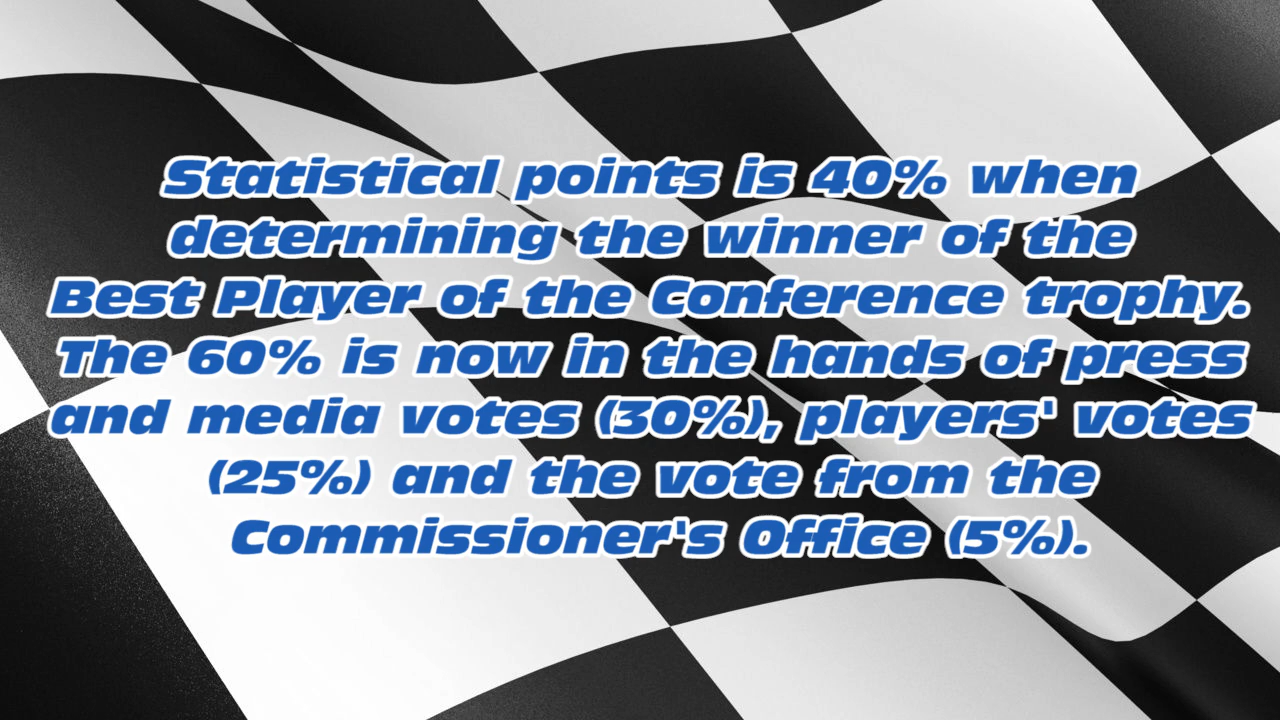 Statistical points is 40% when
determining the winner of the
Best Player of the Conference trophy.
The 60% is now in the hands of press
and media votes (30%), players' votes
(25%) and the vote from the
Commissioner's Office (5%).